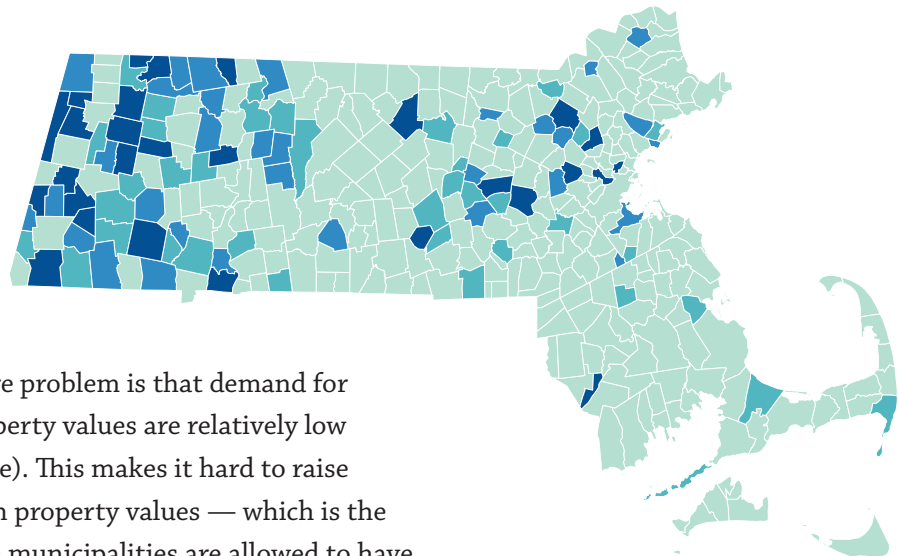 re problem is that demand for
perty values are relatively low
e). This makes it hard to raise
n property values — which is the
municipalities are allowed to have